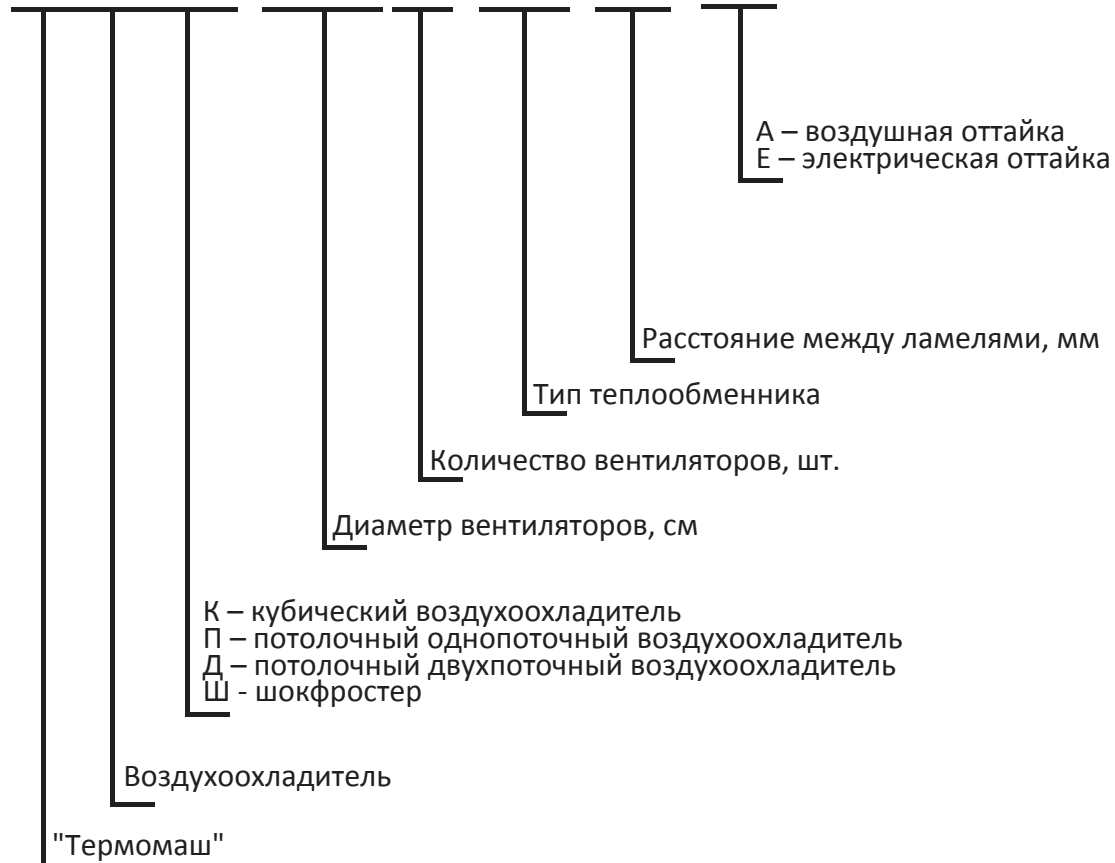 А – воздушная оттайка
Е – электрическая оттайка
Расстояние между ламелями, мм
Тип теплообменника
Количество вентиляторов, шт.
Диаметр вентиляторов, см
К – кубический воздухоохладитель
П – потолочный однопоточный воздухоохладитель
Д – потолочный двухпоточный воздухоохладитель
Ш - шокфростер
Воздухоохладитель
"Термомаш"